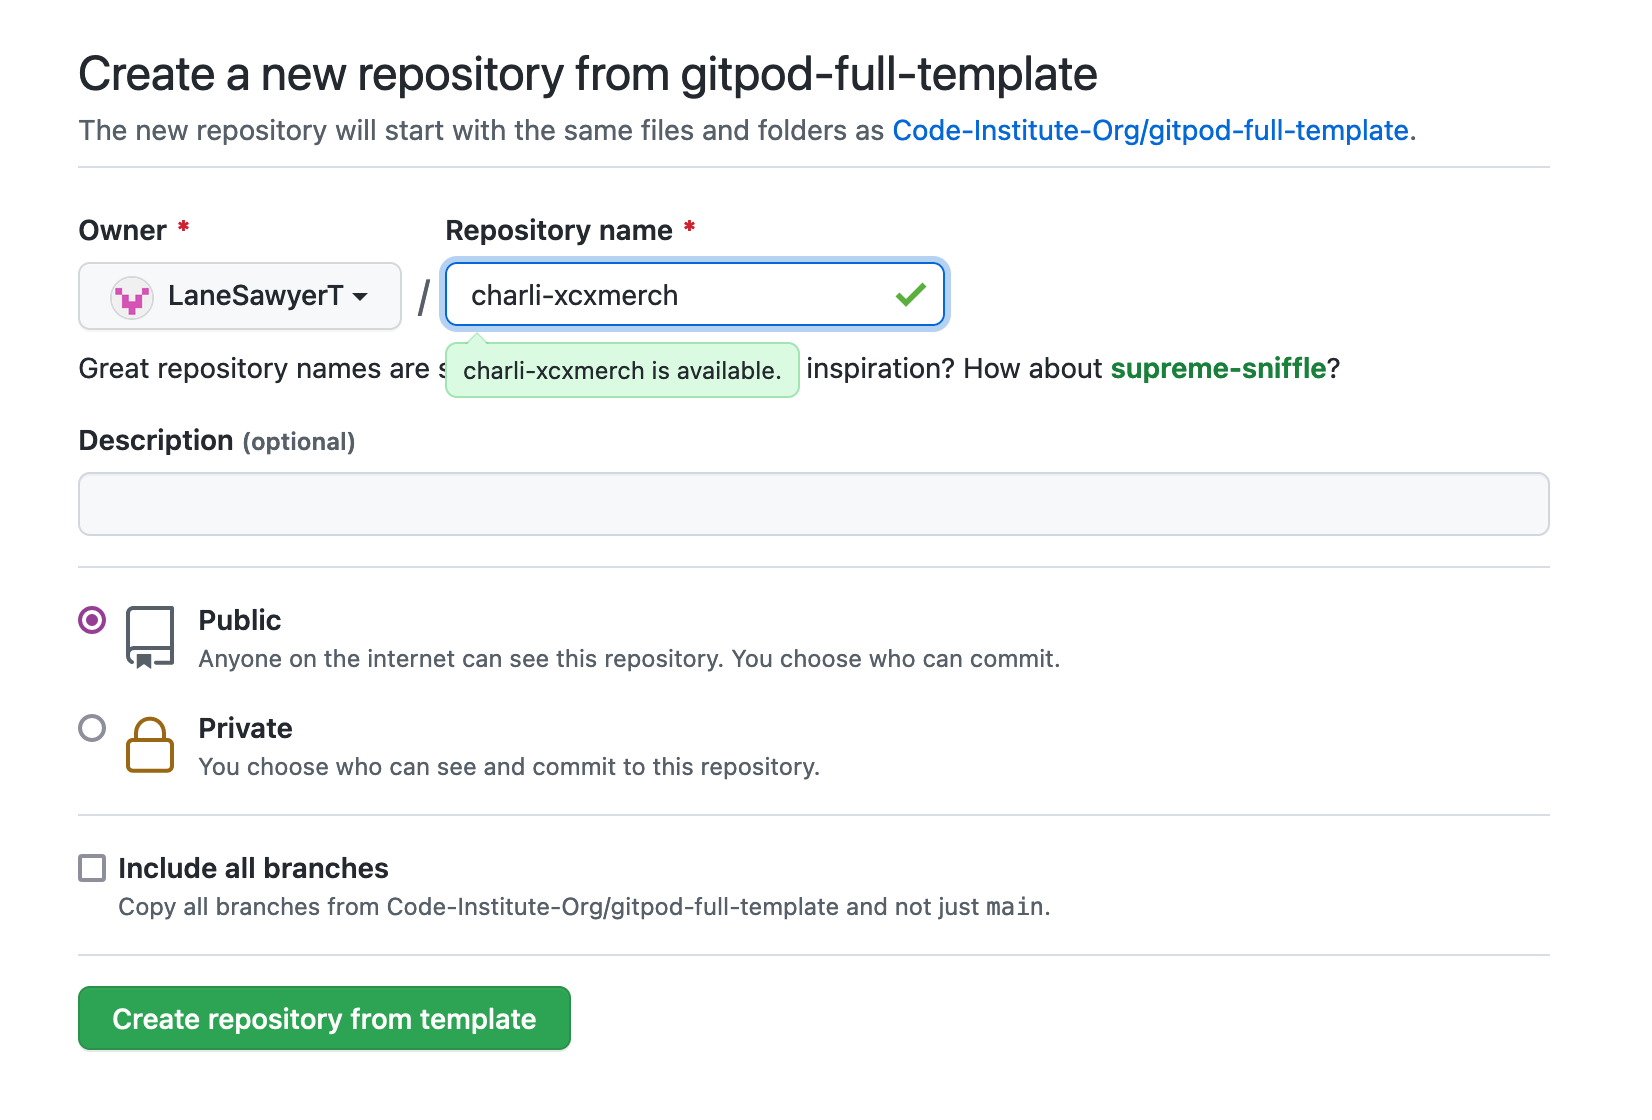 Create a new repository from gitpod-full-template
The new repository will start with the same files and folders as Code-Institute-Org/gitpod-full-template.
Owner * Repository name *
LaneSawyerT / charli-xcxmerch
Great repository names are charli-xcxmerch is available. inspiration? How about supreme-sniffle?
Description (optional)
Public
Anyone on the internet can see this repository. You choose who can commit.
Private
You choose who can see and commit to this repository.
Include all branches
Copy all branches from Code-Institute-Org/gitpod-full-template and not just main.
Create repository from template